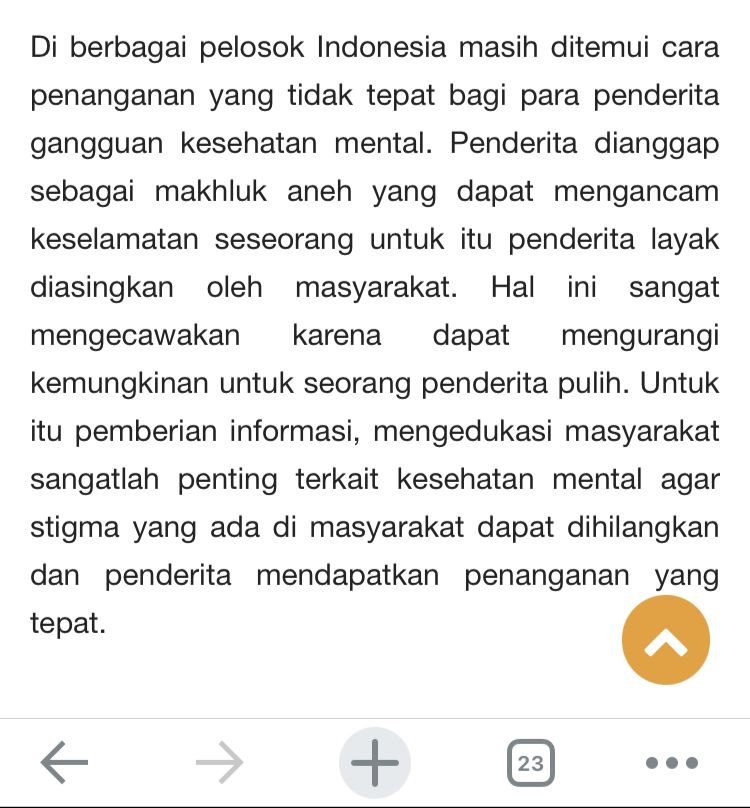 Di berbagai pelosok Indonesia masih ditemui cara
penanganan yang tidak tepat bagi para penderita
gangguan kesehatan mental. Penderita dianggap
sebagai makhluk aneh yang dapat mengancam
keselamatan seseorang untuk itu penderita layak
diasingkan oleh masyarakat. Hal ini sangat
mengecawakan karena dapat mengurangi
kemungkinan untuk seorang penderita pulih. Untuk
itu pemberian informasi, mengedukasi masyarakat
sangatlah penting terkait kesehatan mental agar
stigma yang ada di masyarakat dapat dihilangkan
dan penderita mendapatkan penanganan yang
tepat.
23